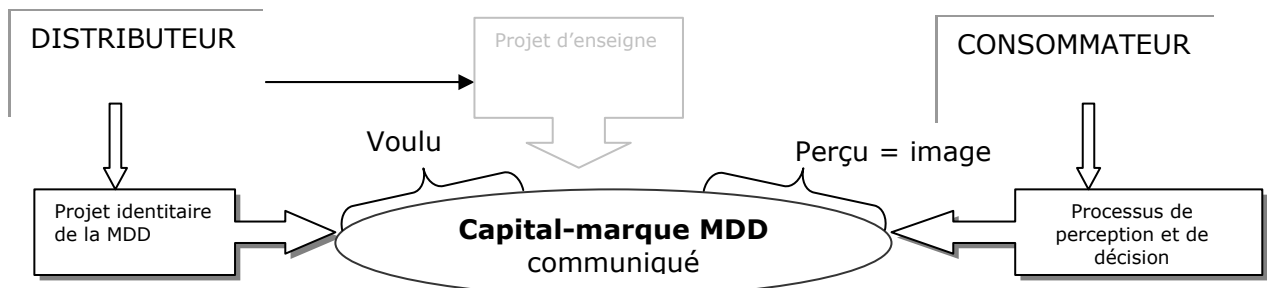 DISTRIBUTEUR
Projet d'enseigne
CONSOMMATEUR
Voulu
Perçu = image
Projet identitaire
de la MDD
Capital-marque MDD
communiqué
Processus de
perception et de
décision